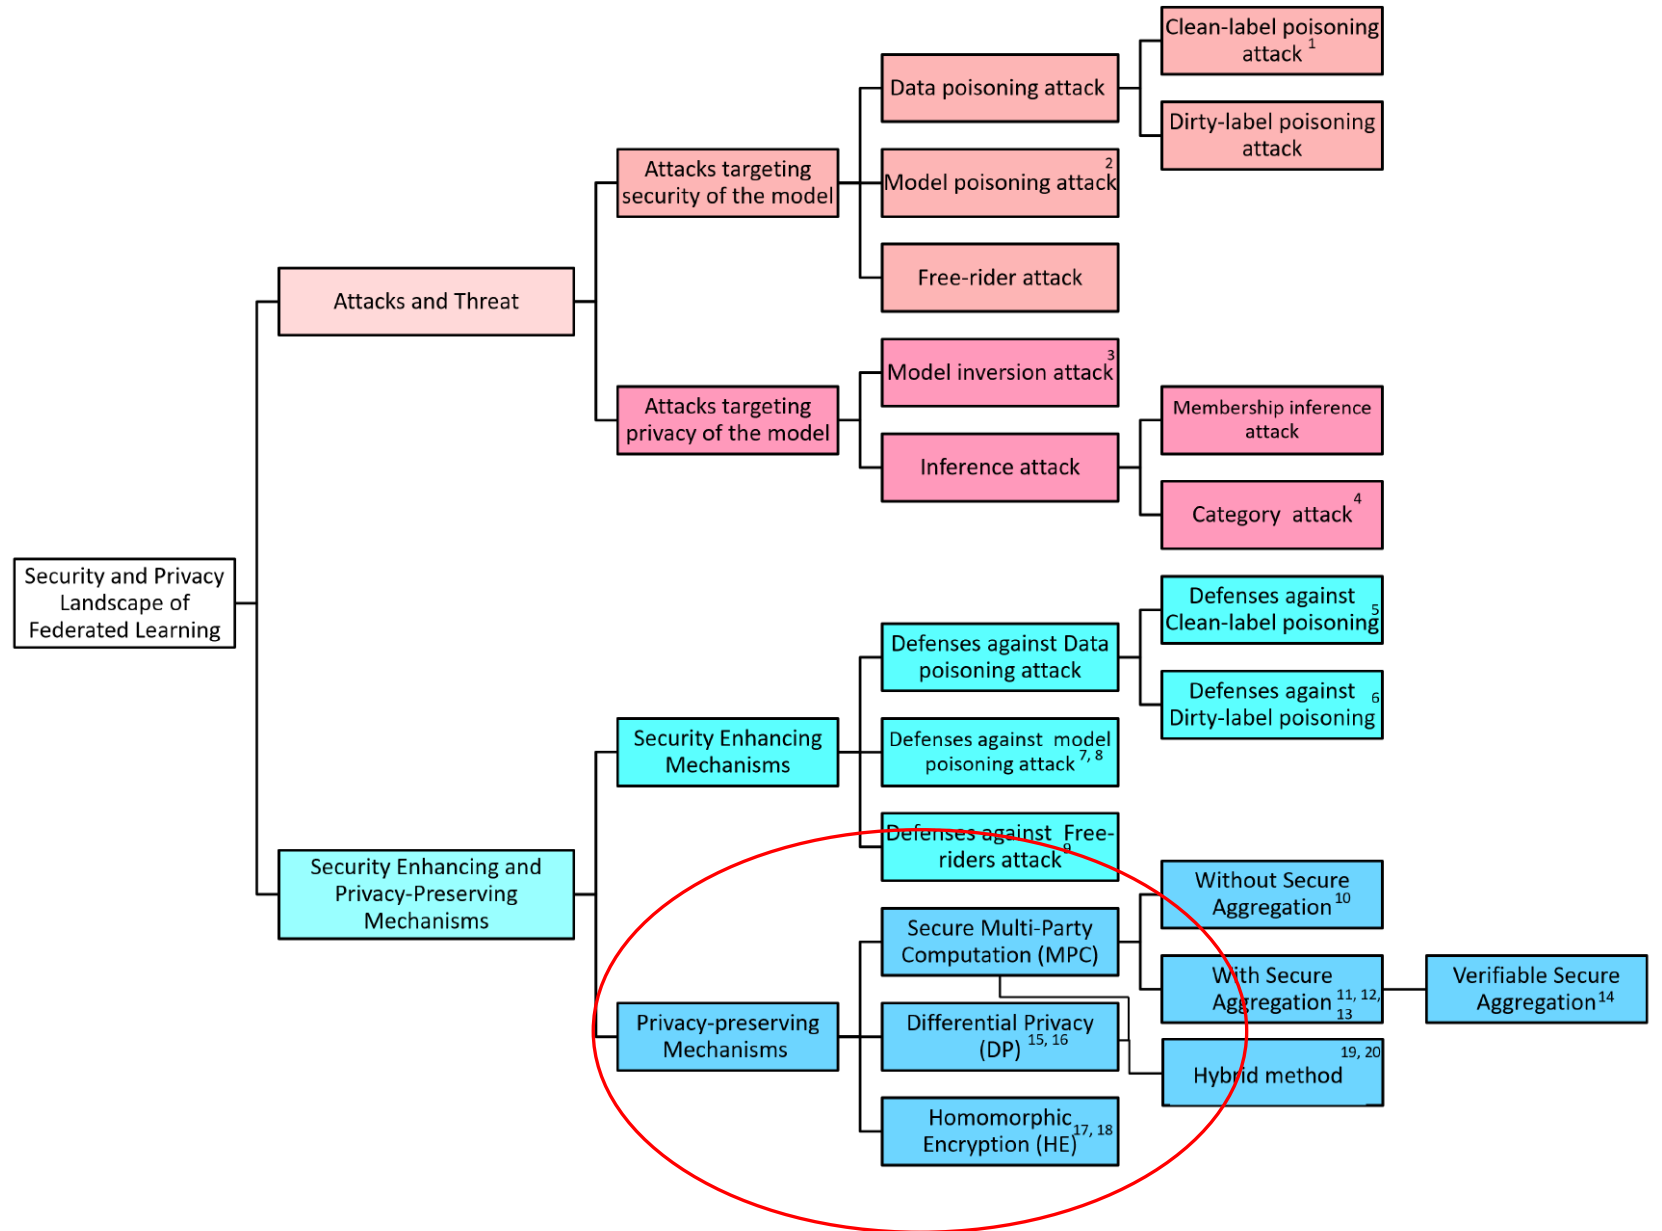 Clean-label poisoning
attack 1
Data poisoning attack
Dirty-label poisoning
attack
Attacks targeting
security of the model
Model poisoning attack 2
Free-rider attack
Attacks and Threat
Model inversion attack 3
Attacks targeting
privacy of the model
Membership inference
attack
Inference attack
Category attack 4
Security and Privacy
Landscape of
Federated Learning
Defenses against
Clean-label poisoning 5
Defenses against Data
poisoning attack
Defenses against
Dirty-label poisoning 6
Security Enhancing
Mechanisms
Defenses against model
poisoning attack 7, 8
Defenses against Free-
riders attack 9
Security Enhancing and
Privacy-Preserving
Mechanisms
Without Secure
Aggregation 10
Secure Multi-Party
Computation (MPC)
With Secure
Aggregation 11, 12,
13
Verifiable Secure
Aggregation 14
Privacy-preserving
Mechanisms
Differential Privacy
(DP) 15, 16
19, 20
Hybrid method
Homomorphic
Encryption (HE) 17, 18